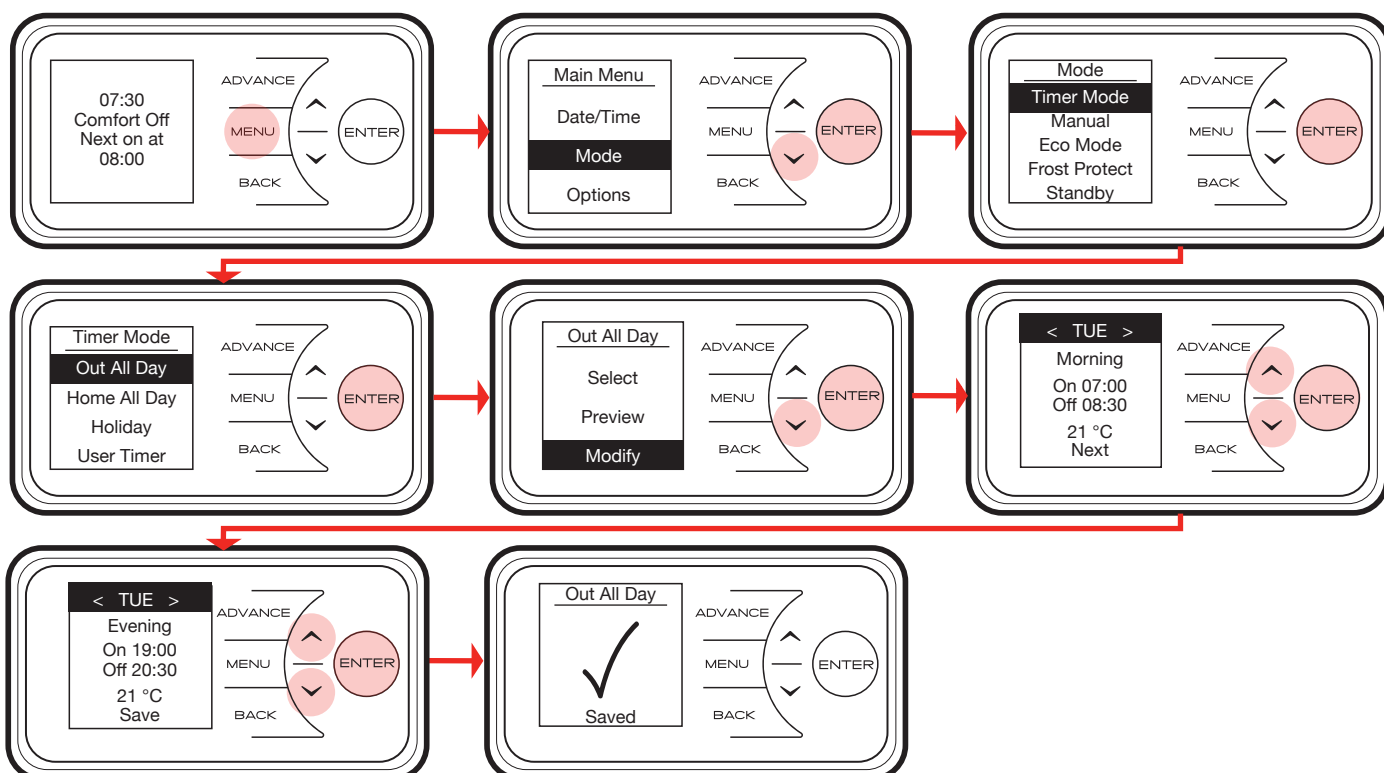 07:30
Comfort Off
Next on at
08:00
ADVANCE
MENU
BACK
ENTER
Main Menu
Date/Time
Mode
Options
ADVANCE
MENU
BACK
ENTER
Mode
Timer Mode
Manual
Eco Mode
Frost Protect
Standby
ADVANCE
MENU
BACK
ENTER
Timer Mode
Out All Day
Home All Day
Holiday
User Timer
ADVANCE
MENU
BACK
ENTER
Out All Day
Select
Preview
Modify
ADVANCE
MENU
BACK
ENTER
< TUE >
Morning
On 07:00
Off 08:30
21 °C
Next
ADVANCE
MENU
BACK
ENTER
< TUE >
Evening
On 19:00
Off 20:30
21 °C
Save
ADVANCE
MENU
BACK
ENTER
Out All Day
Saved
ADVANCE
MENU
BACK
ENTER